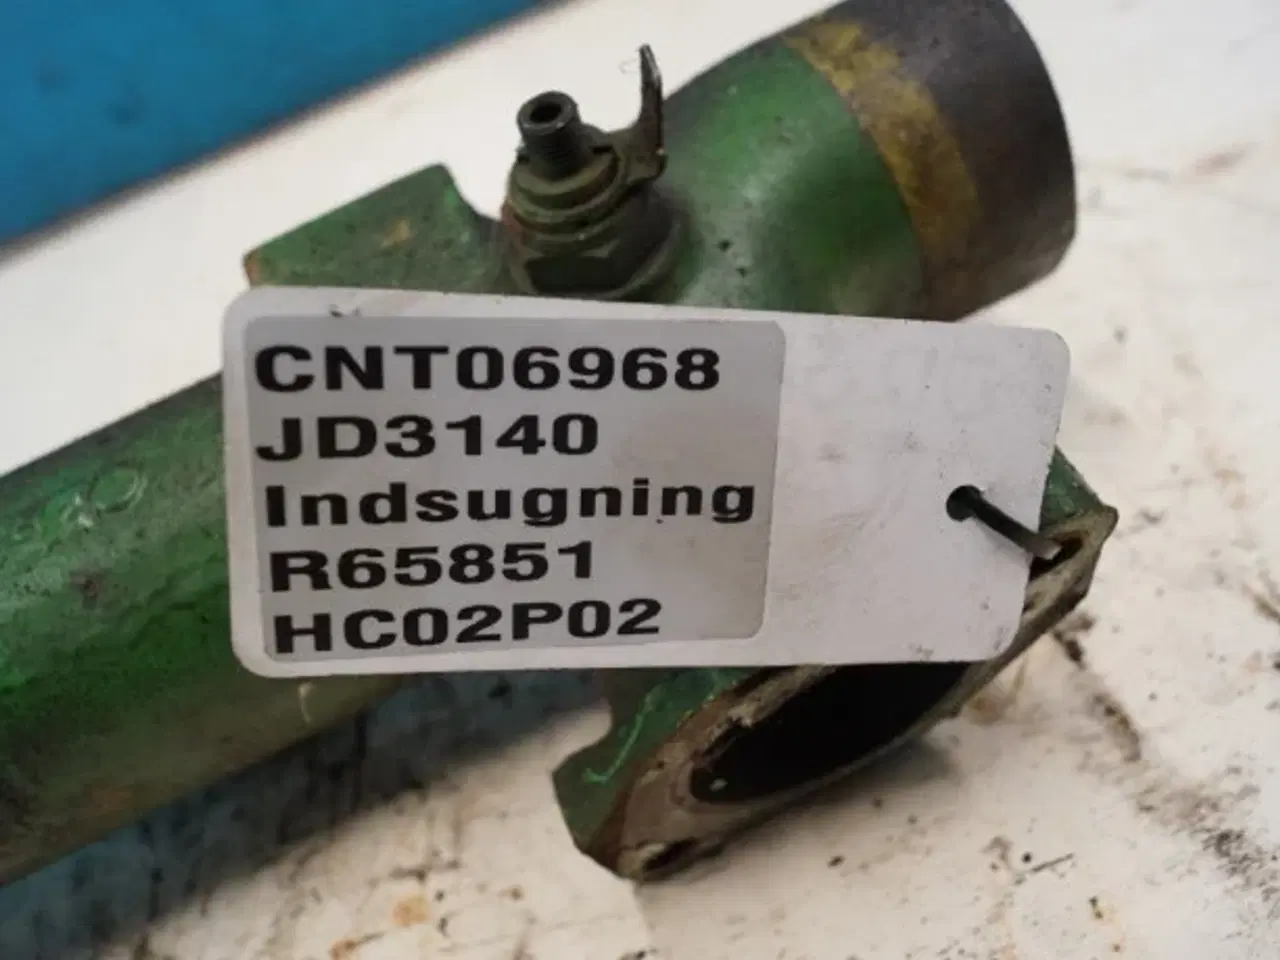 CNT06968
JD3140
Indsugning
R65851
HC02P02